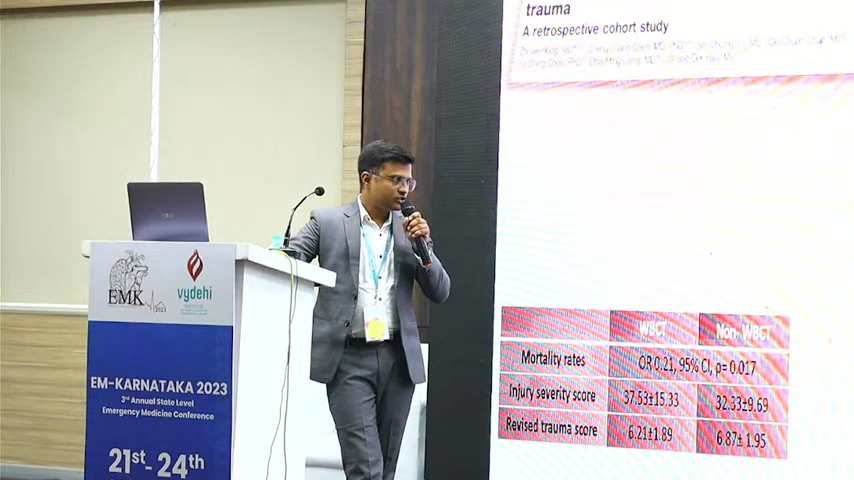 trauma
A retrospective cohort study
WBCT Non- WBCT
Mortality rates OR 0.21, 95% CI, p= 0.017
Injury severity score 37.53±15.33 32.33±9.69
Revised trauma score 6.21±1.89 6.87± 1.95
EMK
2023
vydehi
EM-KARNATAKA 2023
3rd Annual State Level
Emergency Medicine Conference
21st- 24th